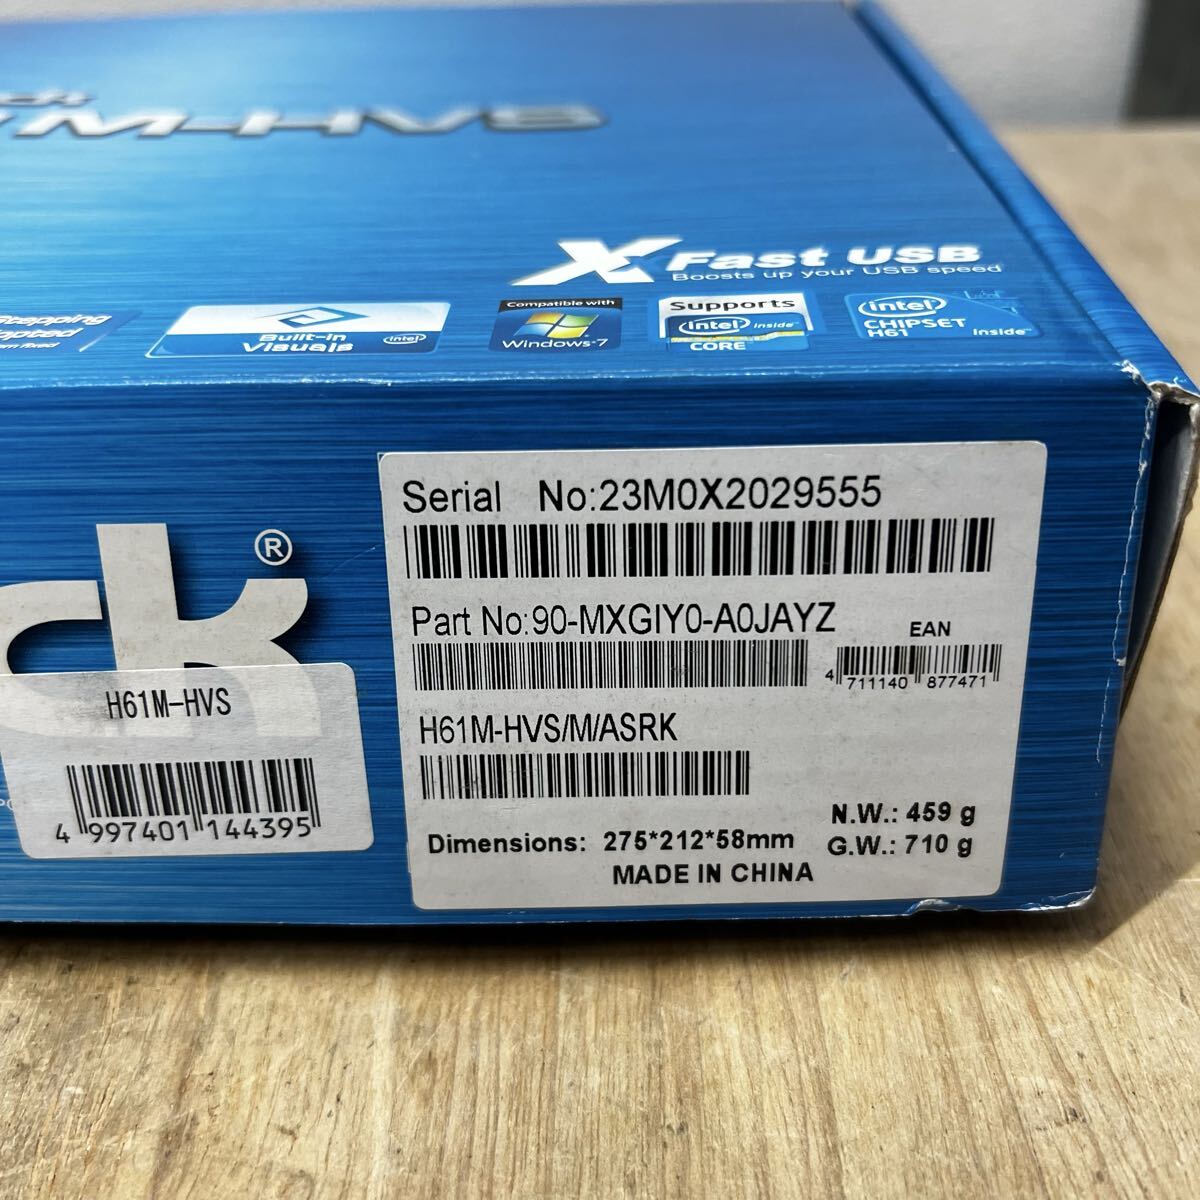 M-HVS
X Fast USB
Boosts up your USB speed
Stepping
Built-in
Visuals
intel
Compatible with
Windows 7
Supports
intel inside
CORE
intel
CHIPSET
H61 inside
®
Serial No:23M0X2029555
Part No:90-MXGIY0-A0JAYZ
EAN
4 711140 877471
H61M-HVS/M/ASRK
N.W.: 459 g
Dimensions: 275*212*58mm G.W.: 710 g
MADE IN CHINA
H61M-HVS
4 997401 144395